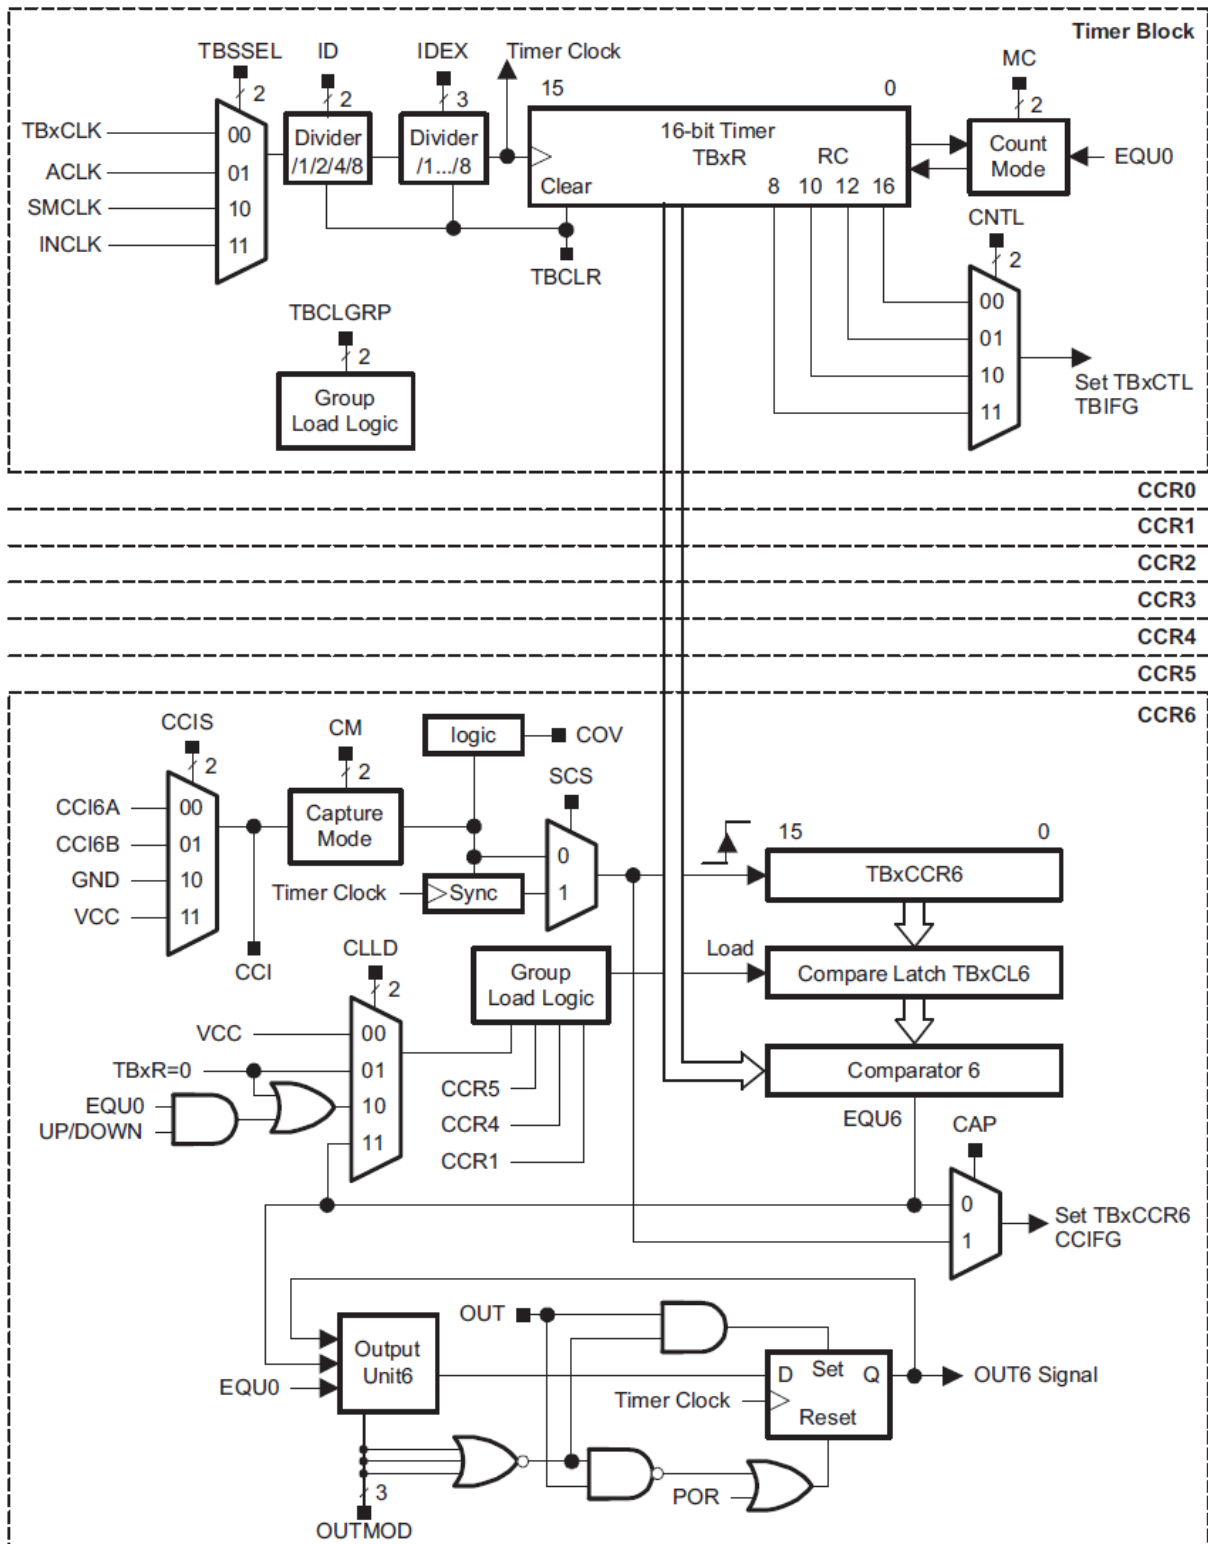 Timer Block
TBSSEL
ID
IDEX
Timer Clock
MC
2
2
3
15
0
2
TBxCLK
ACLK
SMCLK
INCLK
00
01
10
11
Divider
/1/2/4/8
Divider
/1.../8
16-bit Timer
TBxR
RC
Clear
8 10 12 16
Count
Mode
EQU0
TBCLR
CNTL
2
00
01
10
11
Set TBxCTL
TBIFG
TBCLGRP
2
Group
Load Logic
CCR0
CCR1
CCR2
CCR3
CCR4
CCR5
CCR6
CCIS
2
CM
2
logic
COV
SCS
CCI6A
CCI6B
GND
VCC
00
01
10
11
Capture
Mode
Timer Clock
Sync
0
1
CCI
15
0
TBxCCR6
Load
Compare Latch TBxCL6
Comparator 6
EQU6
CLLD
2
Group
Load Logic
VCC
TBxR=0
EQU0
UP/DOWN
00
01
10
11
CCR5
CCR4
CCR1
CAP
0
1
Set TBxCCR6
CCIFG
OUT
Output
Unit6
EQU0
D
Set
Q
Timer Clock
Reset
OUT6 Signal
POR
3
OUTMOD